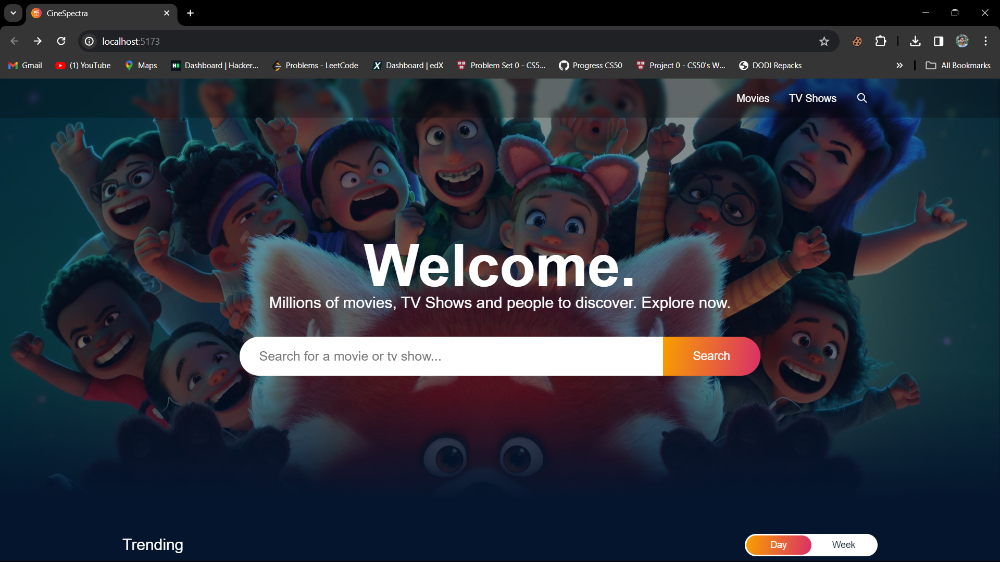 CineSpectra
localhost:5173
Gmail
(1) YouTube
Maps
Dashboard | Hacker...
Problems - LeetCode
Dashboard | edX
Problem Set 0 - CS5...
Progress CS50
Project 0 - CS50's W...
DODI Repacks
All Bookmarks
Movies
TV Shows
Welcome.
Millions of movies, TV Shows and people to discover. Explore now.
Search for a movie or tv show...
Search
Trending
Day
Week